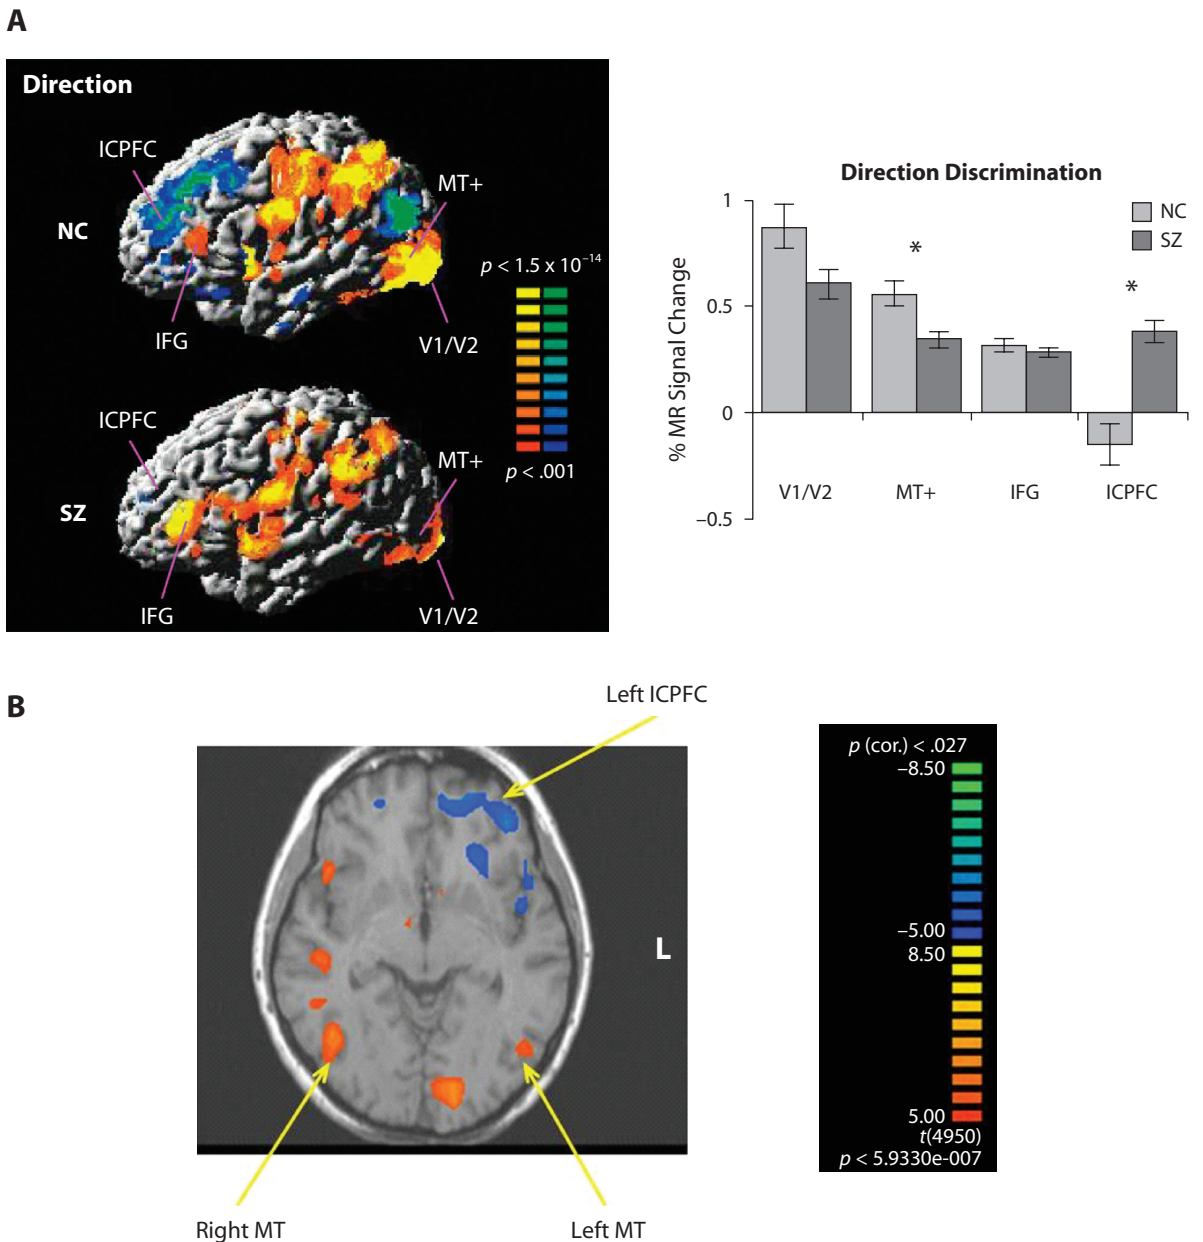 A
Direction
ICPFC
MT+
NC
p < 1.5 x 10⁻¹⁴
IFG
V1/V2
ICPFC
MT+
p < .001
SZ
IFG
V1/V2
Direction Discrimination
NC
SZ
% MR Signal Change
1
0.5
0
–0.5
*
*
V1/V2
MT+
IFG
ICPFC
B
Left ICPFC
L
Right MT
Left MT
p (cor.) < .027
–8.50
–5.00
8.50
5.00
t(4950)
p < 5.9330e-007